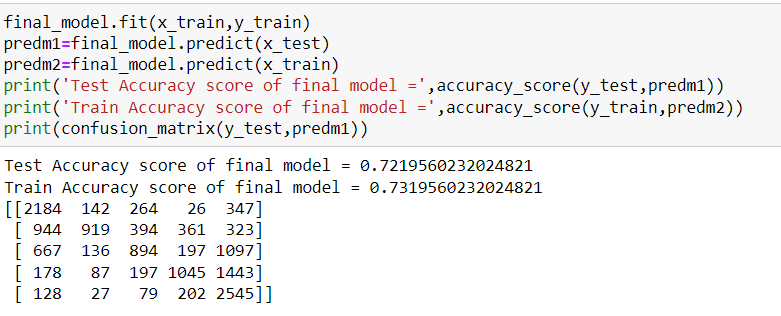 final_model.fit(x_train,y_train)
predm1=final_model.predict(x_test)
predm2=final_model.predict(x_train)
print('Test Accuracy score of final model =',accuracy_score(y_test,predm1))
print('Train Accuracy score of final model =',accuracy_score(y_train,predm2))
print(confusion_matrix(y_test,predm1))
Test Accuracy score of final model = 0.7219560232024821
Train Accuracy score of final model = 0.7319560232024821
[[2184  142  264   26  347]
 [ 944  919  394  361  323]
 [ 667  136  894  197 1097]
 [ 178   87  197 1045 1443]
 [ 128   27   79  202 2545]]